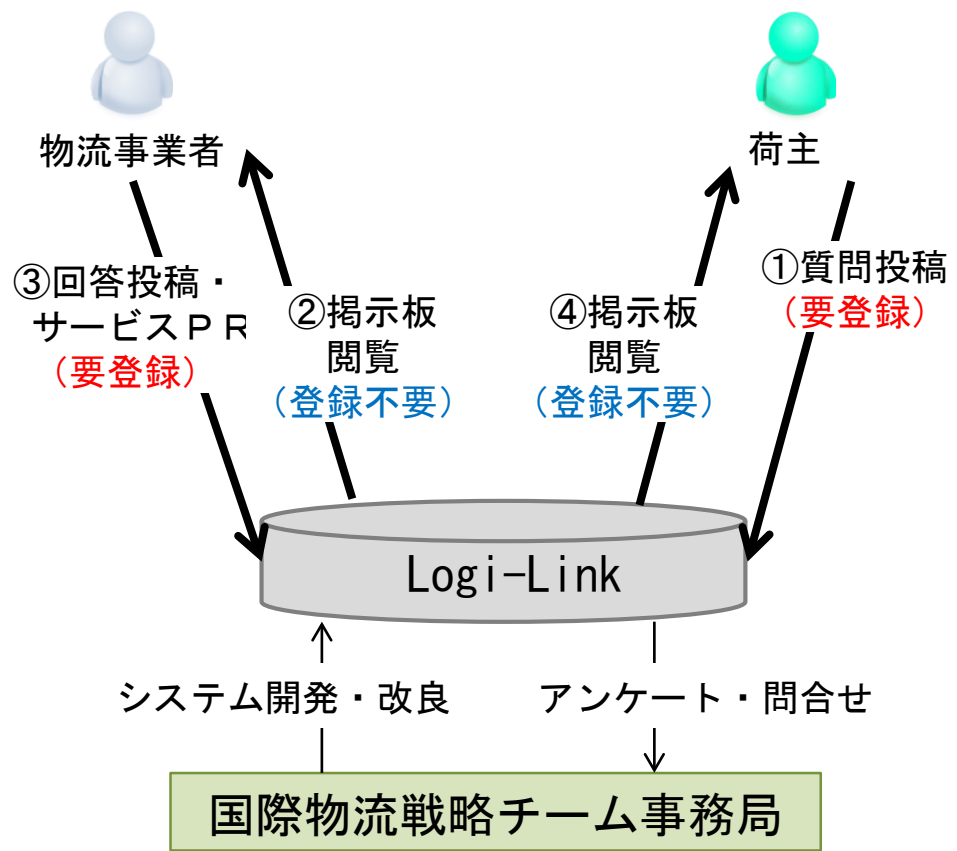 物流事業者
荷主
③回答投稿・
サービスＰＲ
（要登録）
②掲示板
閲覧
（登録不要）
④掲示板
閲覧
（登録不要）
①質問投稿
（要登録）
Logi-Link
システム開発・改良
アンケート・問合せ
国際物流戦略チーム事務局